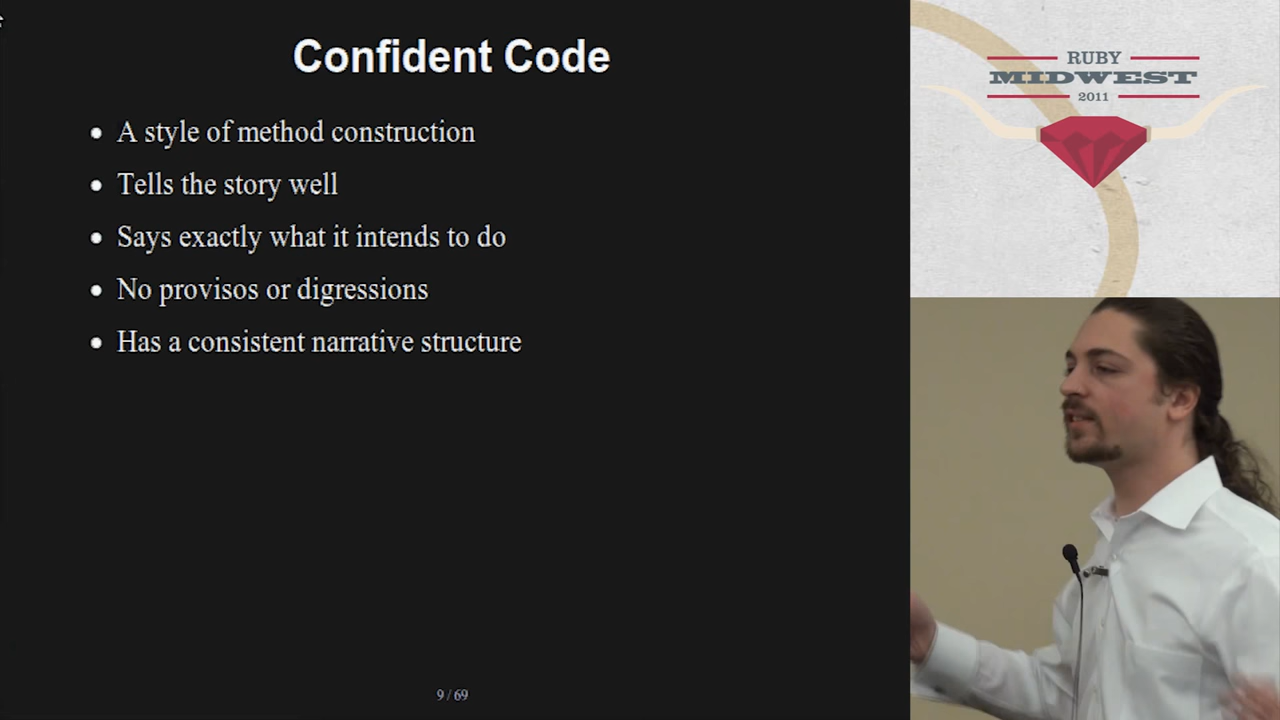 Confident Code
A style of method construction
Tells the story well
Says exactly what it intends to do
No provisos or digressions
Has a consistent narrative structure
9 / 69
RUBY
MIDWEST
2011